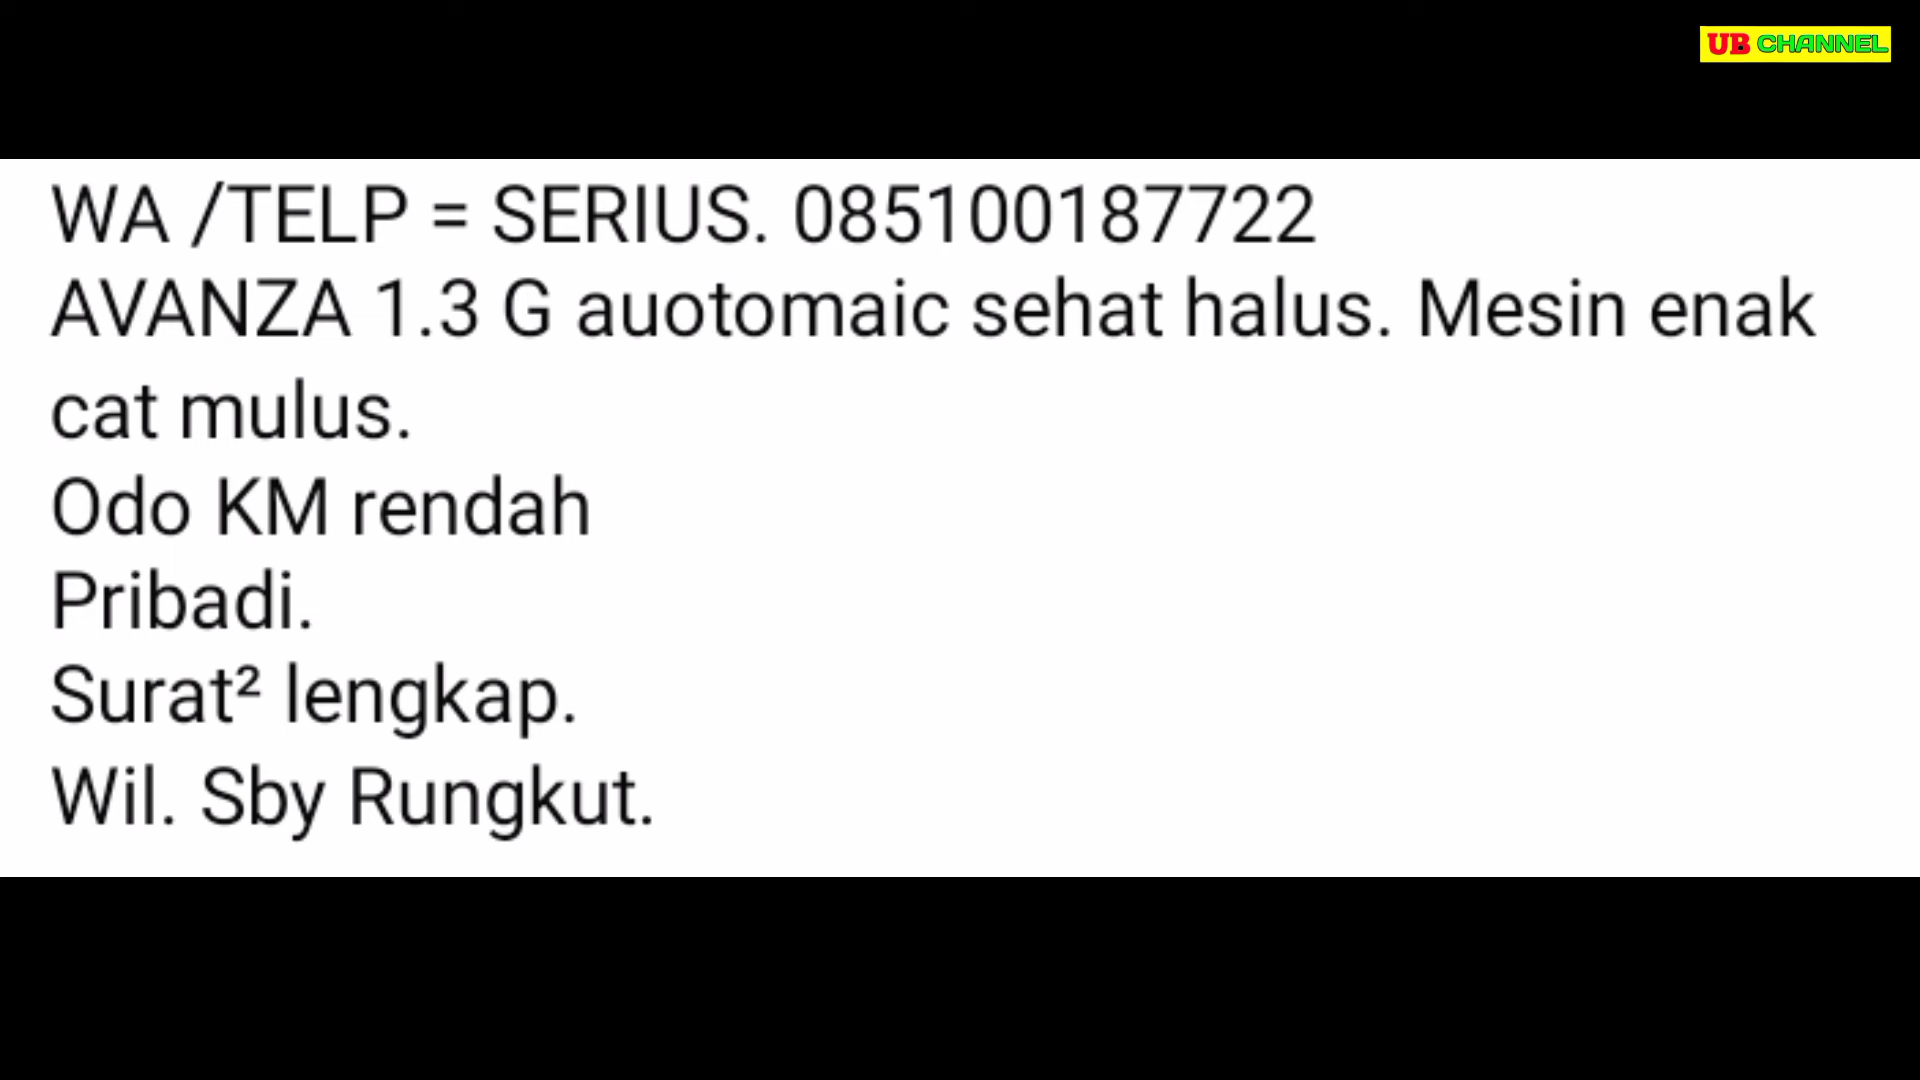 UB CHANNEL
WA /TELP = SERIUS. 085100187722
AVANZA 1.3 G auotomaic sehat halus. Mesin enak
cat mulus.
Odo KM rendah
Pribadi.
Surat² lengkap.
Wil. Sby Rungkut.